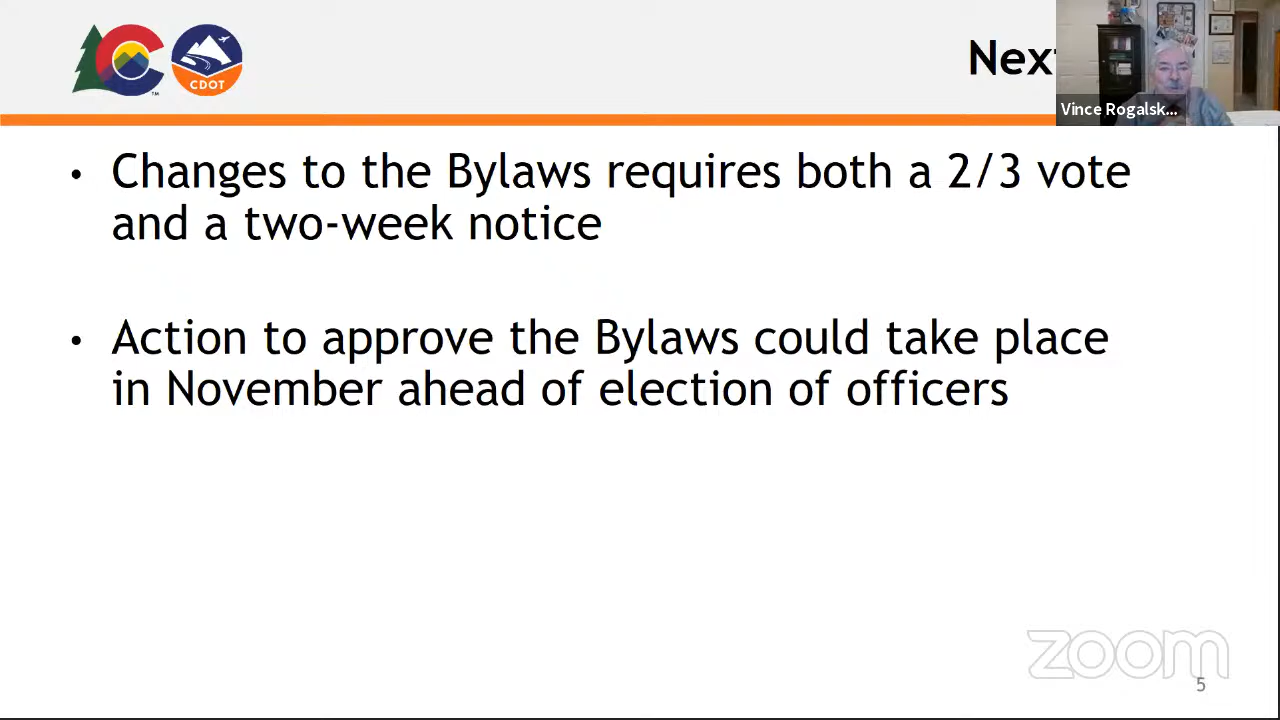 CDOT
TM
Vince Rogalsk...
Changes to the Bylaws requires both a 2/3 vote
and a two-week notice
Action to approve the Bylaws could take place
in November ahead of election of officers
zoom
5